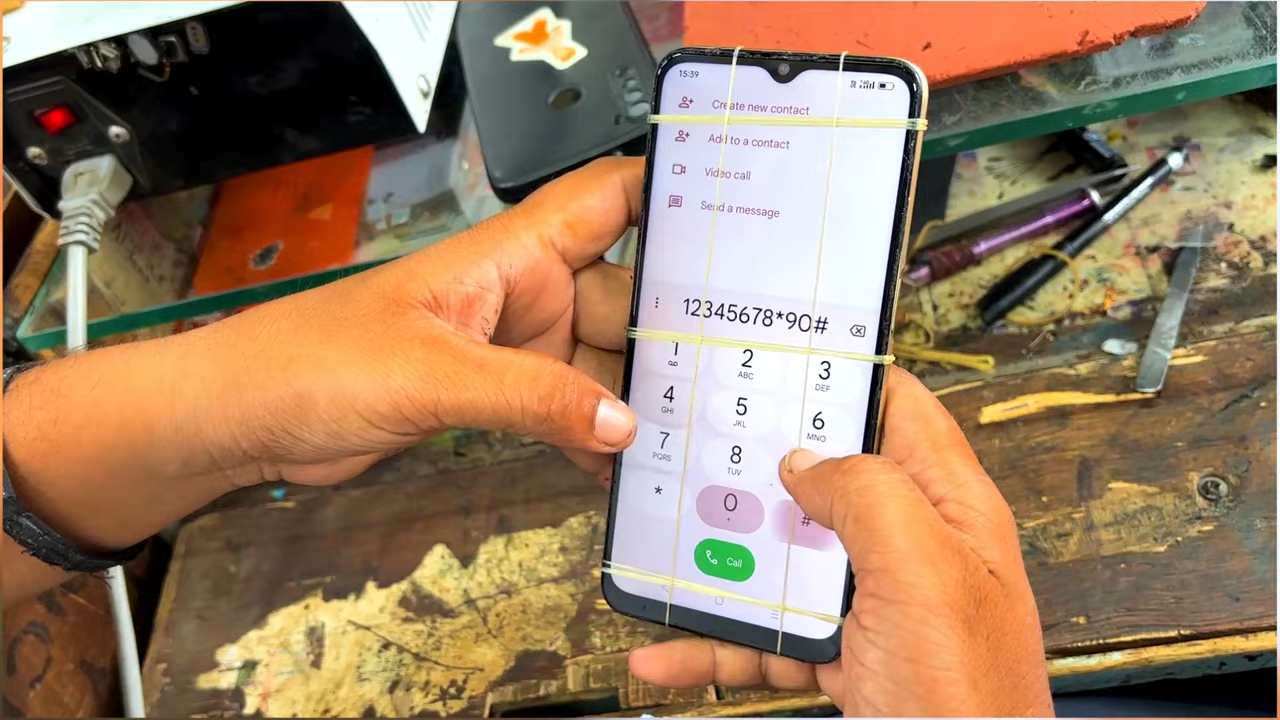 15:39
Create new contact
Add to a contact
Video call
Send a message
12345678*90#
1
2 ABC
3 DEF
4 GHI
5 JKL
6 MNO
7 PQRS
8 TUV
*
0
+
#
Call